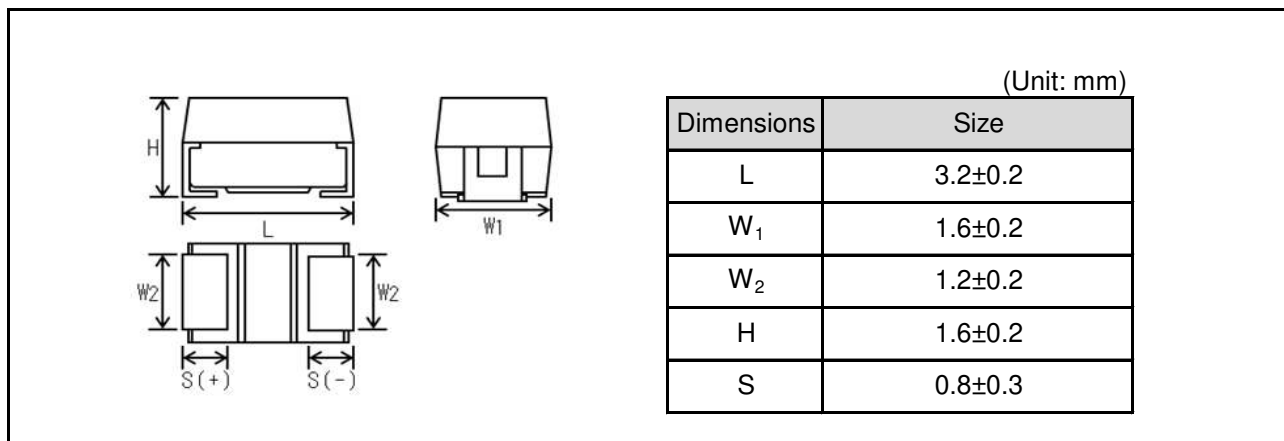 (Unit: mm)
H
L
W1
W2
W2
S(+)
S(-)
Dimensions Size
L 3.2±0.2
W₁ 1.6±0.2
W₂ 1.2±0.2
H 1.6±0.2
S 0.8±0.3